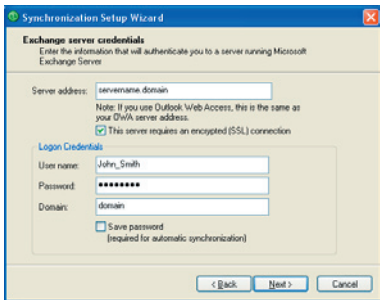 Synchronization Setup Wizard
Exchange server credentials
Enter the information that will authenticate you to a server running Microsoft
Exchange Server
Server address: servername.domain
Note: If you use Outlook Web Access, this is the same as
your OWA server address.
This server requires an encrypted (SSL) connection
Logon Credentials
User name: John_Smith
Password: ••••••••
Domain: domain
Save password
(required for automatic synchronization)
< Back Next > Cancel